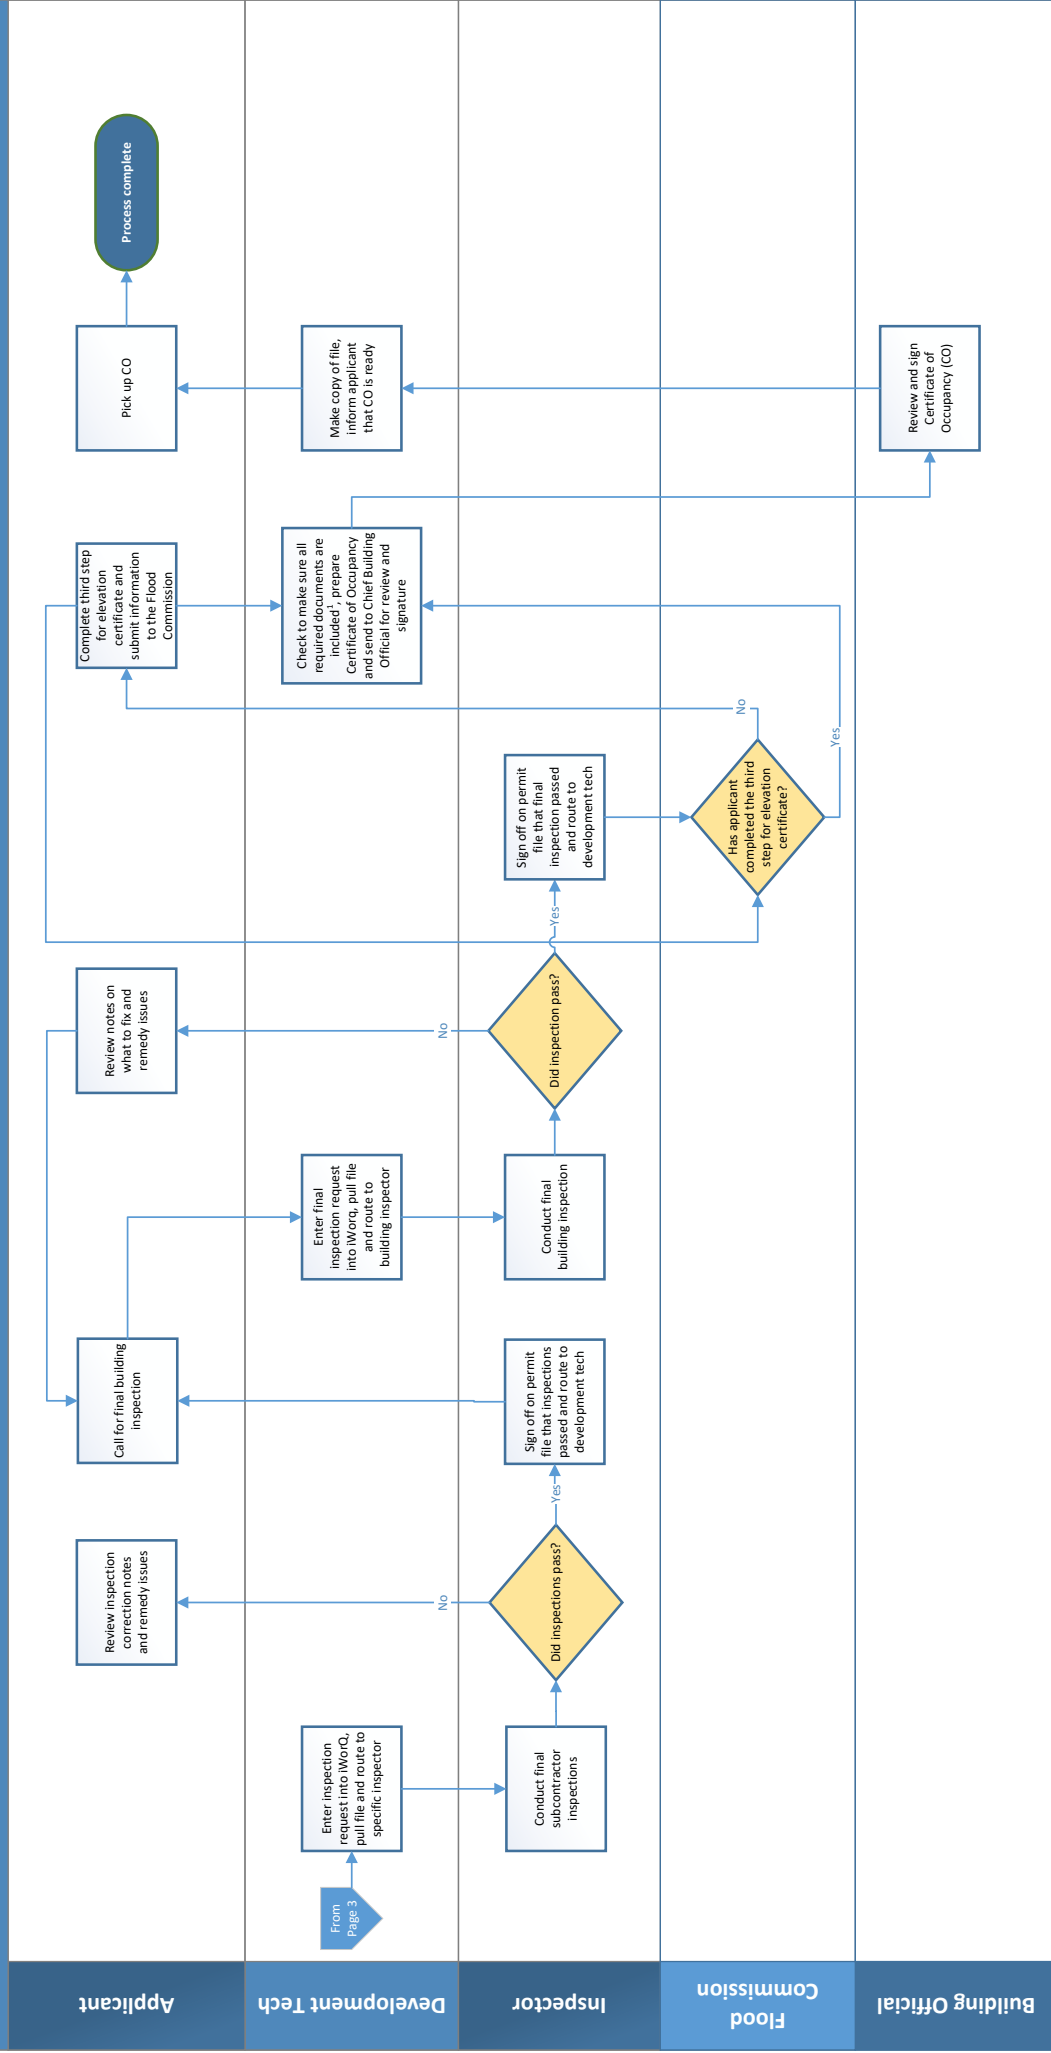 Applicant
Development Tech
Inspector
Flood
Commission
Building Official
From
Page 3
Enter inspection
request into iWorQ,
pull file and route to
specific inspector
Conduct final
subcontractor
inspections
Did inspections pass?
No
Yes
Review inspection
correction notes
and remedy issues
Sign off on permit
file that inspections
passed and route to
development tech
Call for final building
inspection
Enter final
inspection request
into iWorq, pull file
and route to
building inspector
Conduct final
building inspection
Did inspection pass?
No
Yes
Review notes on
what to fix and
remedy issues
Sign off on permit
file that final
inspection passed
and route to
development tech
Has applicant
completed the third
step for elevation
certificate?
No
Yes
Complete third step
for elevation
certificate and
submit information
to the Flood
Commission
Check to make sure all
required documents are
included¹, prepare
Certificate of Occupancy
and send to Chief Building
Official for review and
signature
Review and sign
Certificate of
Occupancy (CO)
Make copy of file,
inform applicant
that CO is ready
Pick up CO
Process complete